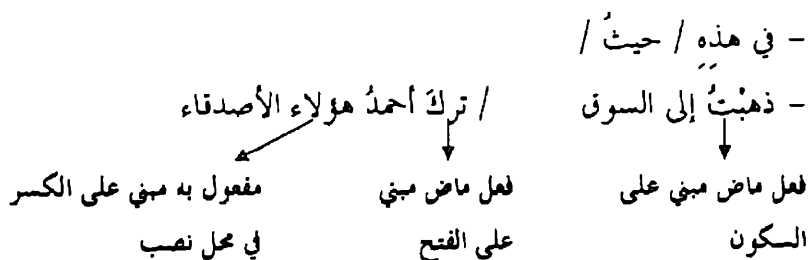 – في هذِهِ / حيثُ /
– ذهبْتُ إلى السوق / تركَ أحمدُ هؤلاء الأصدقاء
فعل ماض مبني على فعل ماض مبني مفعول به مبني على الكسر
السكون على الفتح في محل نصب